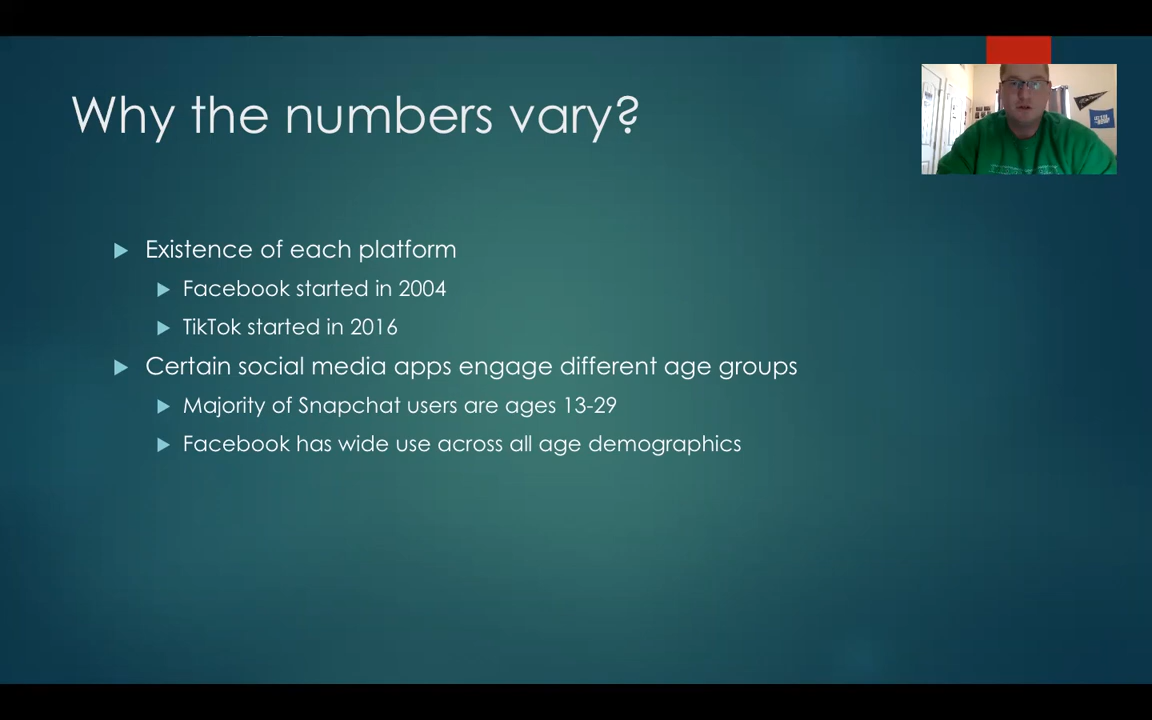 Why the numbers vary?
Existence of each platform
Facebook started in 2004
TikTok started in 2016
Certain social media apps engage different age groups
Majority of Snapchat users are ages 13-29
Facebook has wide use across all age demographics